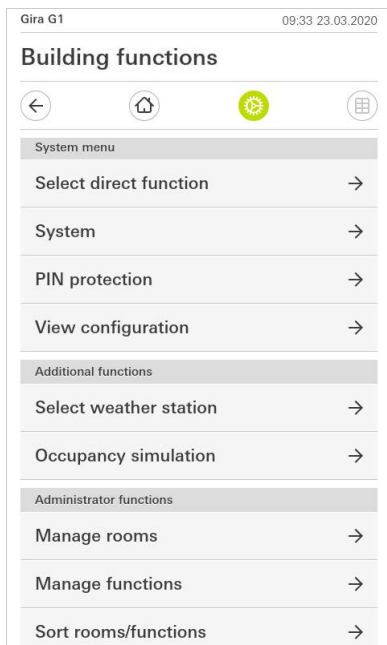 Gira G1 09:33 23.03.2020
Building functions
System menu
Select direct function
System
PIN protection
View configuration
Additional functions
Select weather station
Occupancy simulation
Administrator functions
Manage rooms
Manage functions
Sort rooms/functions